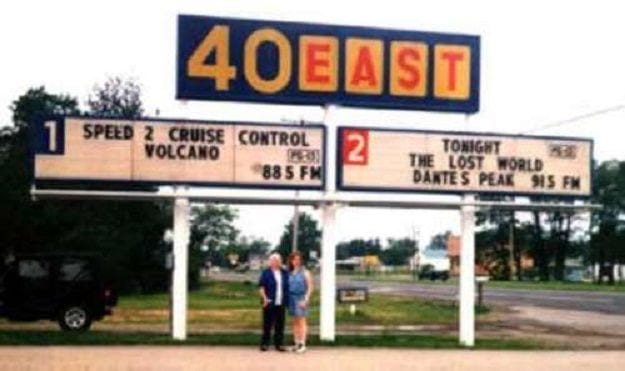 40 EAST
1
SPEED 2 CRUISE CONTROL
VOLCANO PG-13
88 5 FM
2
TONIGHT PG-13
THE LOST WORLD
DANTE S PEAK 91 5 FM